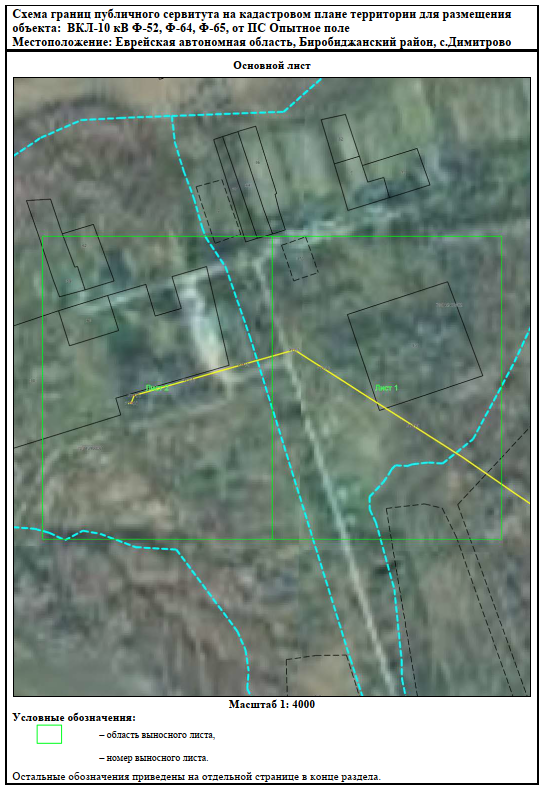 Схема границ публичного сервитута на кадастровом плане территории для размещения
объекта: ВКЛ-10 кВ Ф-52, Ф-64, Ф-65, от ПС Опытное поле
Местоположение: Еврейская автономная область, Биробиджанский район, с.Димитрово
Основной лист
Лист 2
Лист 1
Масштаб 1: 4000
Условные обозначения:
– область выносного листа,
– номер выносного листа.
Остальные обозначения приведены на отдельной странице в конце раздела.